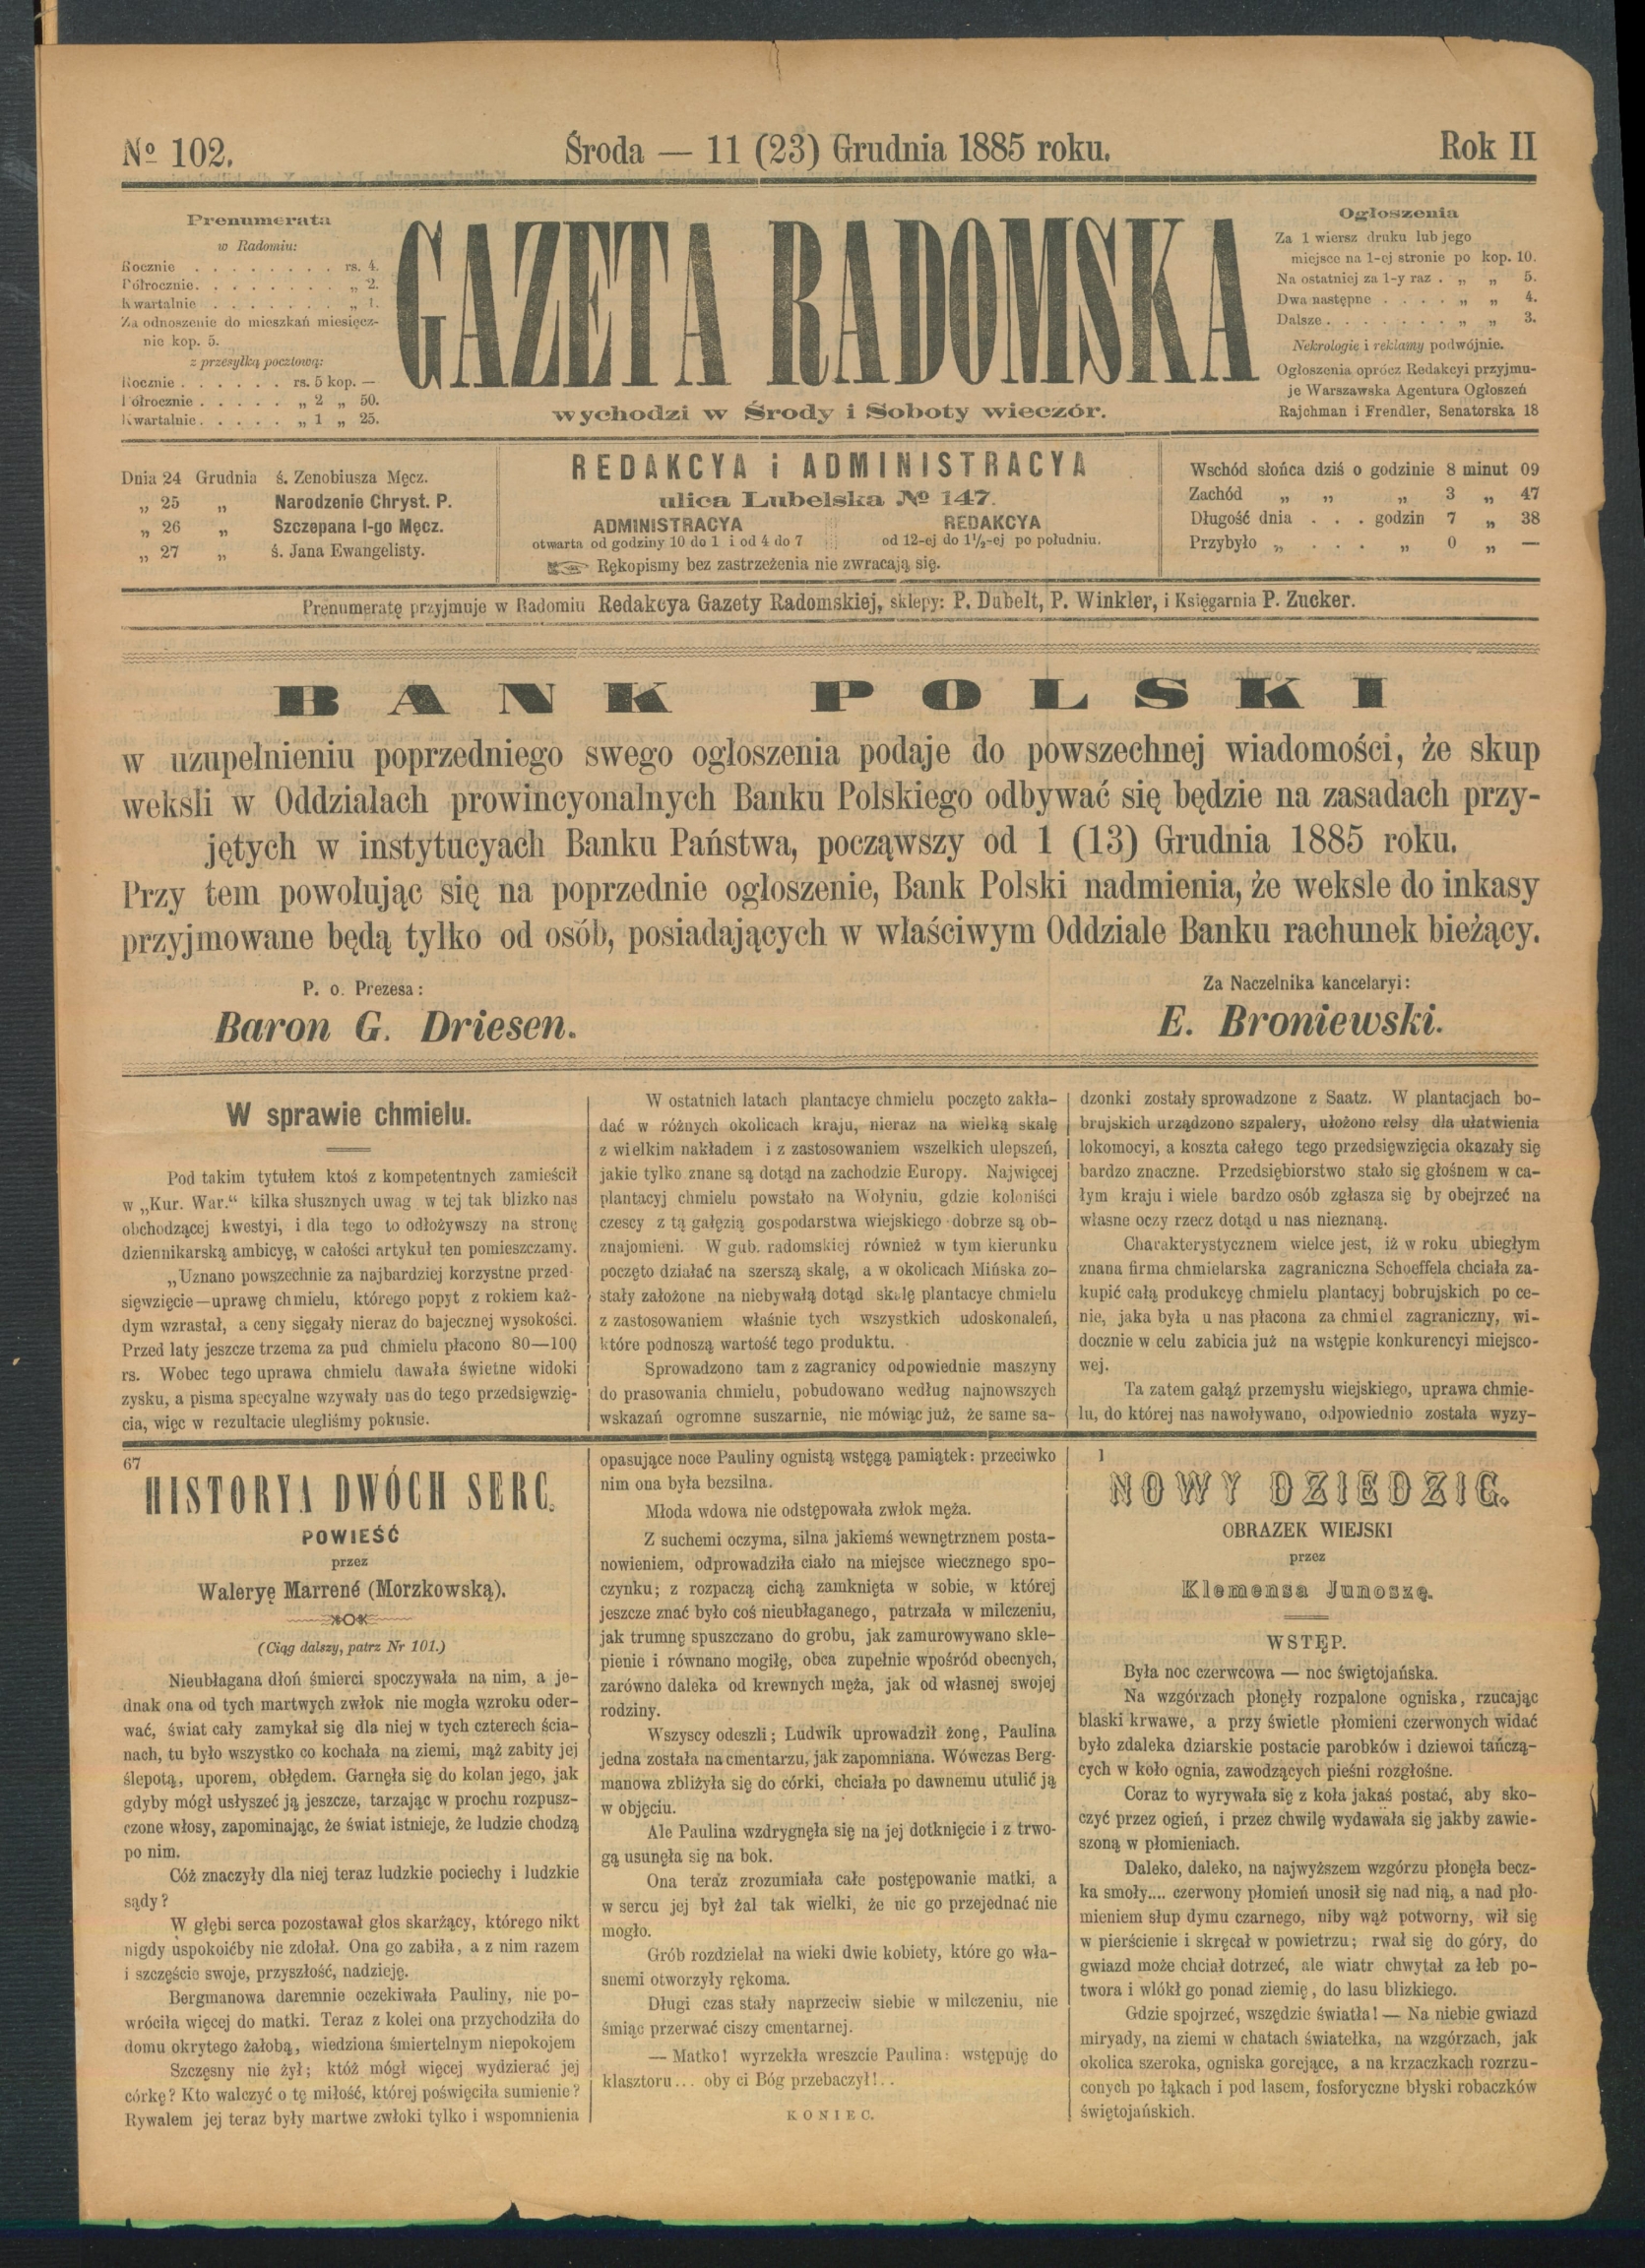 № 102.
Środa — 11 (23) Grudnia 1885 roku.
Rok II
Prenumerata
w Radomiu:
Rocznie . . . . . . . . rs. 4.
Półrocznie. . . . . . . . „ 2.
Kwartalnie . . . . . . . „ 1.
Za odnoszenie do mieszkań miesięcz-
nie kop. 5.
z przesyłką pocztową:
Rocznie . . . . . . rs. 5 kop. —
Półrocznie . . . . . „ 2 „ 50.
Kwartalnie. . . . . „ 1 „ 25.
GAZETA RADOMSKA
wychodzi w Środy i Soboty wieczór.
Ogłoszenia
Za 1 wiersz druku lub jego
miejsce na 1-ej stronie po kop. 10.
Na ostatniej za 1-y raz . „ „ 5.
Dwa następne . . . . „ „ 4.
Dalsze . . . . . . . „ „ 3.
Nekrologie i reklamy podwójnie.
Ogłoszenia oprócz Redakcyi przyjmu-
je Warszawska Agentura Ogłoszeń
Rajchman i Frendler, Senatorska 18
Dnia 24 Grudnia ś. Zenobiusza Męcz.
„ 25 „ Narodzenie Chryst. P.
„ 26 „ Szczepana I-go Męcz.
„ 27 „ ś. Jana Ewangelisty.
REDAKCYA i ADMINISTRACYA
ulica Lubelska № 147.
ADMINISTRACYA
otwarta od godziny 10 do 1 i od 4 do 7
REDAKCYA
od 12-ej do 1½-ej po południu.
Rękopismy bez zastrzeżenia nie zwracają się.
Wschód słońca dziś o godzinie 8 minut 09
Zachód „ „ „ 3 „ 47
Długość dnia . . . godzin 7 „ 38
Przybyło „ . . . „ 0 „ —
Prenumeratę przyjmuje w Radomiu Redakcya Gazety Radomskiej, sklepy: P. Dubelt, P. Winkler, i Księgarnia P. Zucker.
BANK POLSKI
w uzupełnieniu poprzedniego swego ogłoszenia podaje do powszechnej wiadomości, że skup
weksli w Oddziałach prowincyonalnych Banku Polskiego odbywać się będzie na zasadach przy-
jętych w instytucyach Banku Państwa, począwszy od 1 (13) Grudnia 1885 roku.
Przy tem powołując się na poprzednie ogłoszenie, Bank Polski nadmienia, że weksle do inkasy
przyjmowane będą tylko od osób, posiadających w właściwym Oddziale Banku rachunek bieżący.
P. o. Prezesa:
Baron G. Driesen.
Za Naczelnika kancelaryi:
E. Broniewski.
W sprawie chmielu.
Pod takim tytułem ktoś z kompetentnych zamieścił
w „Kur. War.“ kilka słusznych uwag w tej tak blizko nas
obchodzącej kwestyi, i dla tego to odłożywszy na stronę
dziennikarską ambicyę, w całości artykuł ten pomieszczamy.
„Uznano powszechnie za najbardziej korzystne przed-
sięwzięcie—uprawę chmielu, którego popyt z rokiem każ-
dym wzrastał, a ceny sięgały nieraz do bajecznej wysokości.
Przed laty jeszcze trzema za pud chmielu płacono 80—100
rs. Wobec tego uprawa chmielu dawała świetne widoki
zysku, a pisma specyalne wzywały nas do tego przedsięwzię-
cia, więc w rezultacie ulegliśmy pokusie.
W ostatnich latach plantacye chmielu poczęto zakła-
dać w różnych okolicach kraju, nieraz na wielką skalę
z wielkim nakładem i z zastosowaniem wszelkich ulepszeń,
jakie tylko znane są dotąd na zachodzie Europy. Najwięcej
plantacyj chmielu powstało na Wołyniu, gdzie koloniści
czescy z tą gałęzią gospodarstwa wiejskiego dobrze są ob-
znajomieni. W gub. radomskiej również w tym kierunku
poczęto działać na szerszą skalę, a w okolicach Mińska zo-
stały założone na niebywałą dotąd skalę plantacye chmielu
z zastosowaniem właśnie tych wszystkich udoskonaleń,
które podnoszą wartość tego produktu.
Sprowadzono tam z zagranicy odpowiednie maszyny
do prasowania chmielu, pobudowano według najnowszych
wskazań ogromne suszarnie, nie mówiąc już, że same sa-
dzonki zostały sprowadzone z Saatz. W plantacjach bo-
brujskich urządzono szpalery, ułożono relsy dla ułatwienia
lokomocyi, a koszta całego tego przedsięwzięcia okazały się
bardzo znaczne. Przedsiębiorstwo stało się głośnem w ca-
łym kraju i wiele bardzo osób zgłasza się by obejrzeć na
własne oczy rzecz dotąd u nas nieznaną.
Charakterystycznem wielce jest, iż w roku ubiegłym
znana firma chmielarska zagraniczna Schoeffela chciała za-
kupić całą produkcyę chmielu plantacyj bobrujskich po ce-
nie, jaka była u nas płacona za chmiel zagraniczny, wi-
docznie w celu zabicia już na wstępie konkurencyi miejsco-
wej.
Ta zatem gałąź przemysłu wiejskiego, uprawa chmie-
lu, do której nas nawoływano, odpowiednio została wyzy-
67
HISTORYA DWÓCH SERC.
POWIEŚĆ
przez
Waleryę Marrené (Morzkowską).
(Ciąg dalszy, patrz Nr 101.)
Nieubłagana dłoń śmierci spoczywała na nim, a je-
dnak ona od tych martwych zwłok nie mogła wzroku oder-
wać, świat cały zamykał się dla niej w tych czterech ścia-
nach, tu było wszystko co kochała na ziemi, mąż zabity jej
ślepotą, uporem, obłędem. Garnęła się do kolan jego, jak
gdyby mógł usłyszeć ją jeszcze, tarzając w prochu rozpusz-
czone włosy, zapominając, że świat istnieje, że ludzie chodzą
po nim.
Cóż znaczyły dla niej teraz ludzkie pociechy i ludzkie
sądy?
W głębi serca pozostawał głos skarżący, którego nikt
nigdy uspokoićby nie zdołał. Ona go zabiła, a z nim razem
i szczęście swoje, przyszłość, nadzieję.
Bergmanowa daremnie oczekiwała Pauliny, nie po-
wróciła więcej do matki. Teraz z kolei ona przychodziła do
domu okrytego żałobą, wiedziona śmiertelnym niepokojem
Szczęsny nie żył; któż mógł więcej wydzierać jej
córkę? Kto walczyć o tę miłość, której poświęciła sumienie?
Rywalem jej teraz były martwe zwłoki tylko i wspomnienia
opasujące noce Pauliny ognistą wstęgą pamiątek: przeciwko
nim ona była bezsilna.
Młoda wdowa nie odstępowała zwłok męża.
Z suchemi oczyma, silna jakiemś wewnętrznem posta-
nowieniem, odprowadziła ciało na miejsce wiecznego spo-
czynku; z rozpaczą cichą zamknięta w sobie, w której
jeszcze znać było coś nieubłaganego, patrzała w milczeniu,
jak trumnę spuszczano do grobu, jak zamurowywano skle-
pienie i równano mogiłę, obca zupełnie wpośród obecnych,
zarówno daleka od krewnych męża, jak od własnej swojej
rodziny.
Wszyscy odeszli; Ludwik uprowadził żonę, Paulina
jedna została na cmentarzu, jak zapomniana. Wówczas Berg-
manowa zbliżyła się do córki, chciała po dawnemu utulić ją
w objęciu.
Ale Paulina wzdrygnęła się na jej dotknięcie i z trwo-
gą usunęła się na bok.
Ona teraz zrozumiała całe postępowanie matki, a
w sercu jej był żal tak wielki, że nic go przejednać nie
mogło.
Grób rozdzielał na wieki dwie kobiety, które go wła-
snemi otworzyły rękoma.
Długi czas stały naprzeciw siebie w milczeniu, nie
śmiąc przerwać ciszy cmentarnej.
— Matko! wyrzekła wreszcie Paulina: wstępuję do
klasztoru... oby ci Bóg przebaczył!..
KONIEC.
1
NOWY DZIEDZIC.
OBRAZEK WIEJSKI
przez
Klemensa Junoszę.
WSTĘP.
Była noc czerwcowa — noc świętojańska.
Na wzgórzach płonęły rozpalone ogniska, rzucając
blaski krwawe, a przy świetle płomieni czerwonych widać
było zdaleka dziarskie postacie parobków i dziewoi tańczą-
cych w koło ognia, zawodzących pieśni rozgłośne.
Coraz to wyrywała się z koła jakaś postać, aby sko-
czyć przez ogień, i przez chwilę wydawała się jakby zawie-
szoną w płomieniach.
Daleko, daleko, na najwyższem wzgórzu płonęła becz-
ka smoły.... czerwony płomień unosił się nad nią, a nad pło-
mieniem słup dymu czarnego, niby wąż potworny, wił się
w pierścienie i skręcał w powietrzu; rwał się do góry, do
gwiazd może chciał dotrzeć, ale wiatr chwytał za łeb po-
twora i wlókł go ponad ziemię, do lasu blizkiego.
Gdzie spojrzeć, wszędzie światła! — Na niebie gwiazd
miryady, na ziemi w chatach światełka, na wzgórzach, jak
okolica szeroka, ogniska gorejące, a na krzaczkach rozrzu-
conych po łąkach i pod lasem, fosforyczne błyski robaczków
świętojańskich.